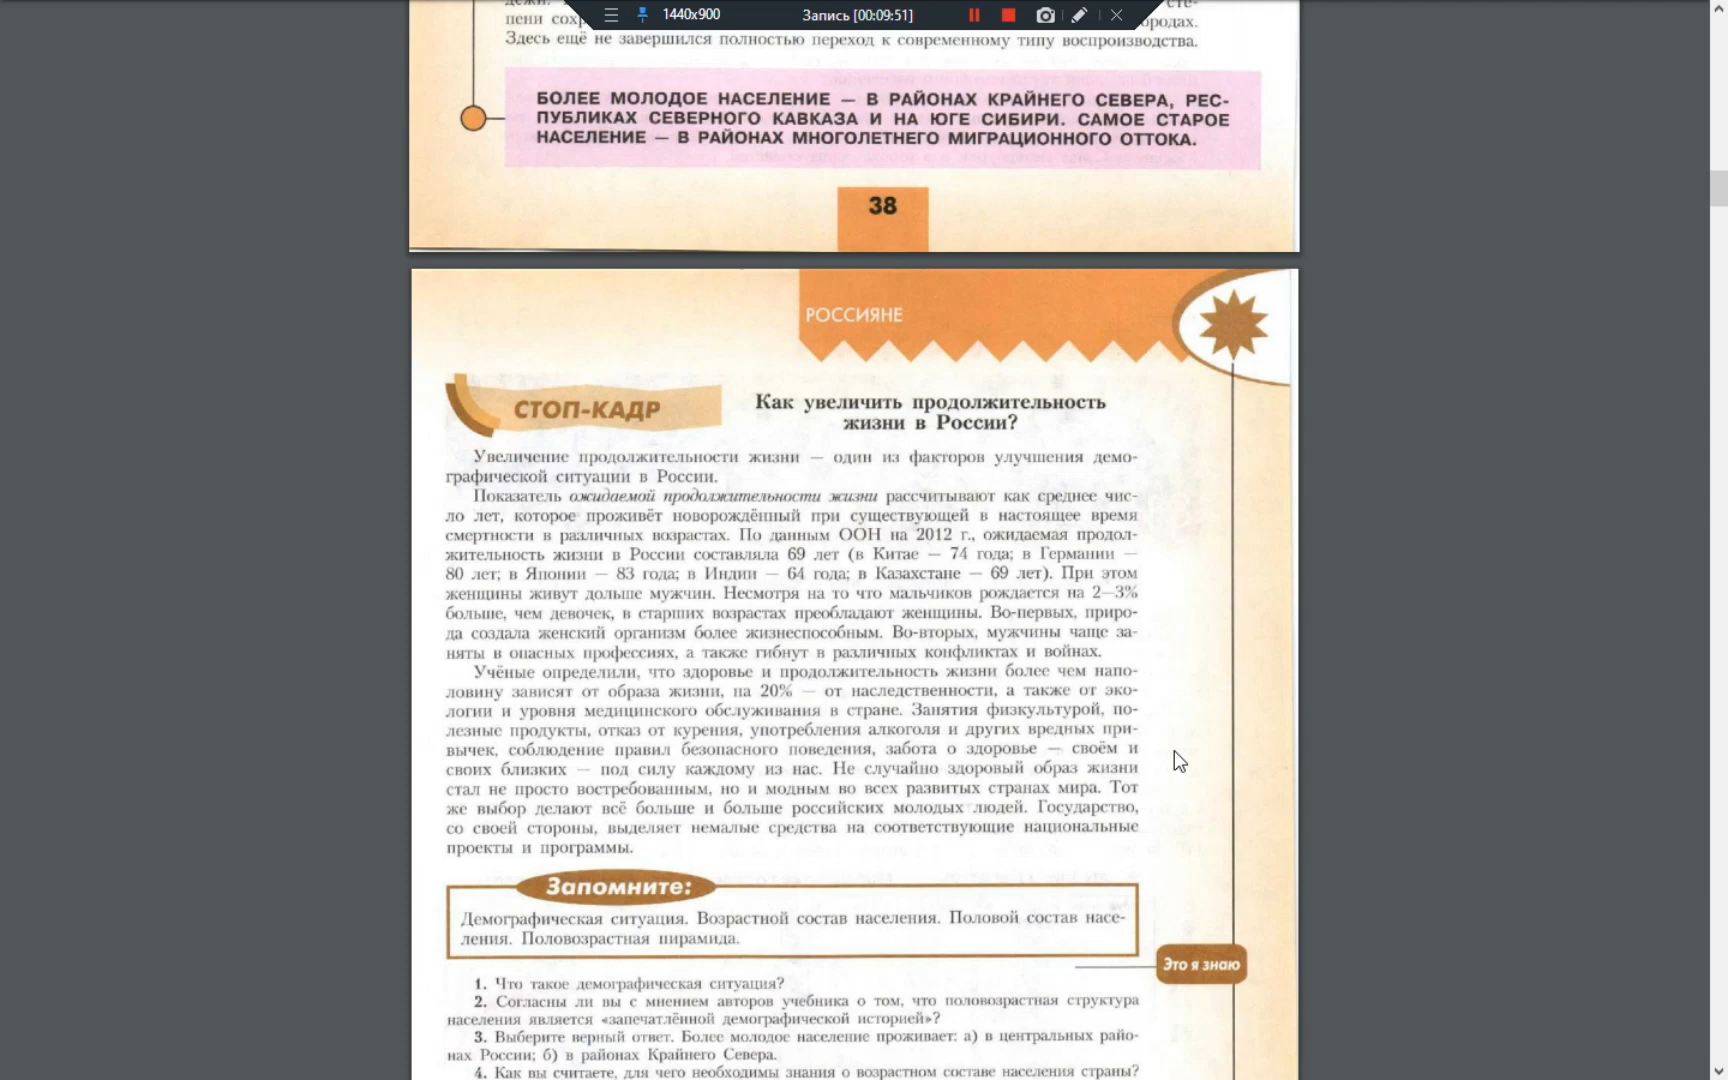 1440x900
Запись [00:09:51]
сте-
пени сохр
ородах.
Здесь ещё не завершился полностью переход к современному типу воспроизводства.
БОЛЕЕ МОЛОДОЕ НАСЕЛЕНИЕ — В РАЙОНАХ КРАЙНЕГО СЕВЕРА, РЕС-
ПУБЛИКАХ СЕВЕРНОГО КАВКАЗА И НА ЮГЕ СИБИРИ. САМОЕ СТАРОЕ
НАСЕЛЕНИЕ — В РАЙОНАХ МНОГОЛЕТНЕГО МИГРАЦИОННОГО ОТТОКА.
38
РОССИЯНЕ
СТОП-КАДР
Как увеличить продолжительность
жизни в России?
Увеличение продолжительности жизни — один из факторов улучшения демо-
графической ситуации в России.
Показатель ожидаемой продолжительности жизни рассчитывают как среднее чис-
ло лет, которое проживёт новорождённый при существующей в настоящее время
смертности в различных возрастах. По данным ООН на 2012 г., ожидаемая продол-
жительность жизни в России составляла 69 лет (в Китае — 74 года; в Германии —
80 лет; в Японии — 83 года; в Индии — 64 года; в Казахстане — 69 лет). При этом
женщины живут дольше мужчин. Несмотря на то что мальчиков рождается на 2—3%
больше, чем девочек, в старших возрастах преобладают женщины. Во-первых, приро-
да создала женский организм более жизнеспособным. Во-вторых, мужчины чаще за-
няты в опасных профессиях, а также гибнут в различных конфликтах и войнах.
Учёные определили, что здоровье и продолжительность жизни более чем напо-
ловину зависят от образа жизни, на 20% — от наследственности, а также от эко-
логии и уровня медицинского обслуживания в стране. Занятия физкультурой, по-
лезные продукты, отказ от курения, употребления алкоголя и других вредных при-
вычек, соблюдение правил безопасного поведения, забота о здоровье — своём и
своих близких — под силу каждому из нас. Не случайно здоровый образ жизни
стал не просто востребованным, но и модным во всех развитых странах мира. Тот
же выбор делают всё больше и больше российских молодых людей. Государство,
со своей стороны, выделяет немалые средства на соответствующие национальные
проекты и программы.
Запомните:
Демографическая ситуация. Возрастной состав населения. Половой состав насе-
ления. Половозрастная пирамида.
Это я знаю
1. Что такое демографическая ситуация?
2. Согласны ли вы с мнением авторов учебника о том, что половозрастная структура
населения является «запечатлённой демографической историей»?
3. Выберите верный ответ. Более молодое население проживает: а) в центральных райо-
нах России; б) в районах Крайнего Севера.
4. Как вы считаете, для чего необходимы знания о возрастном составе населения страны?